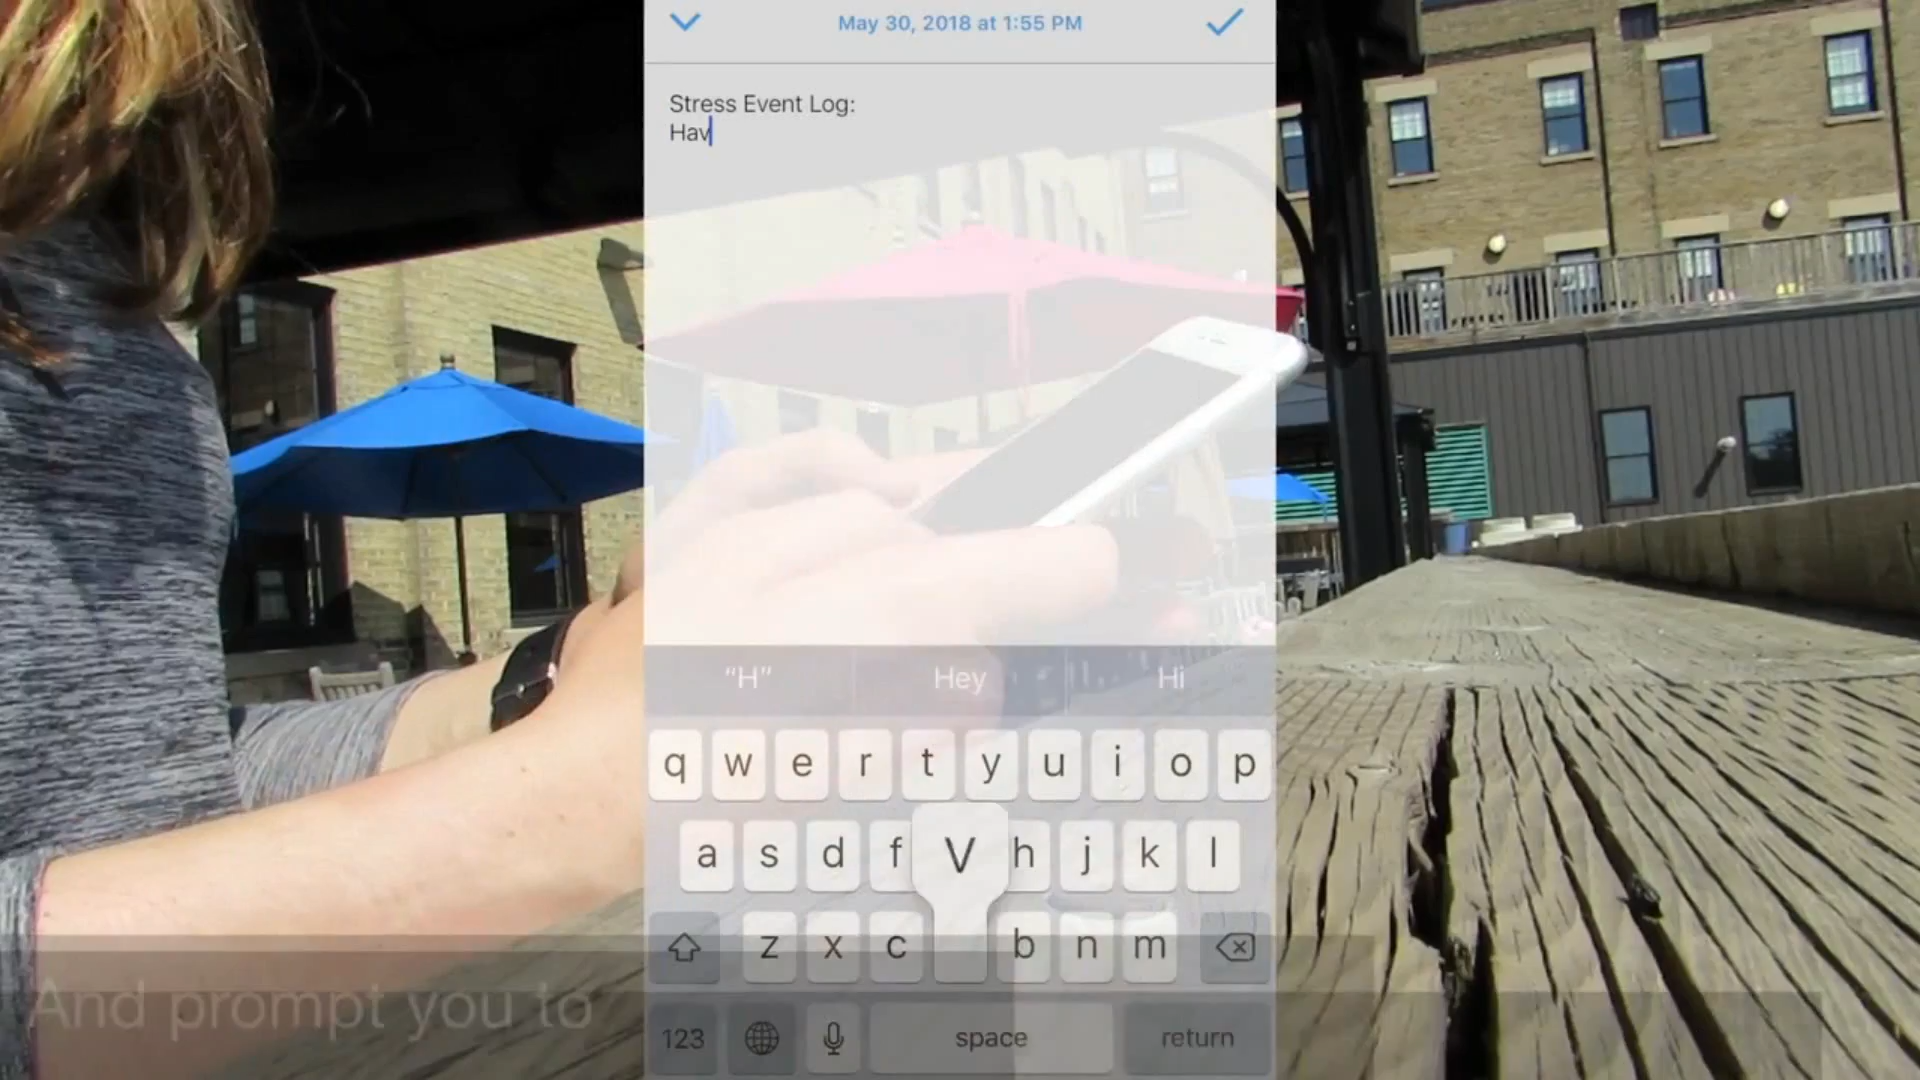 May 30, 2018 at 1:55 PM
Stress Event Log:
Hav
“H” Hey Hi
q w e r t y u i o p
a s d f V h j k l
z x c b n m
And prompt you to
123 space return